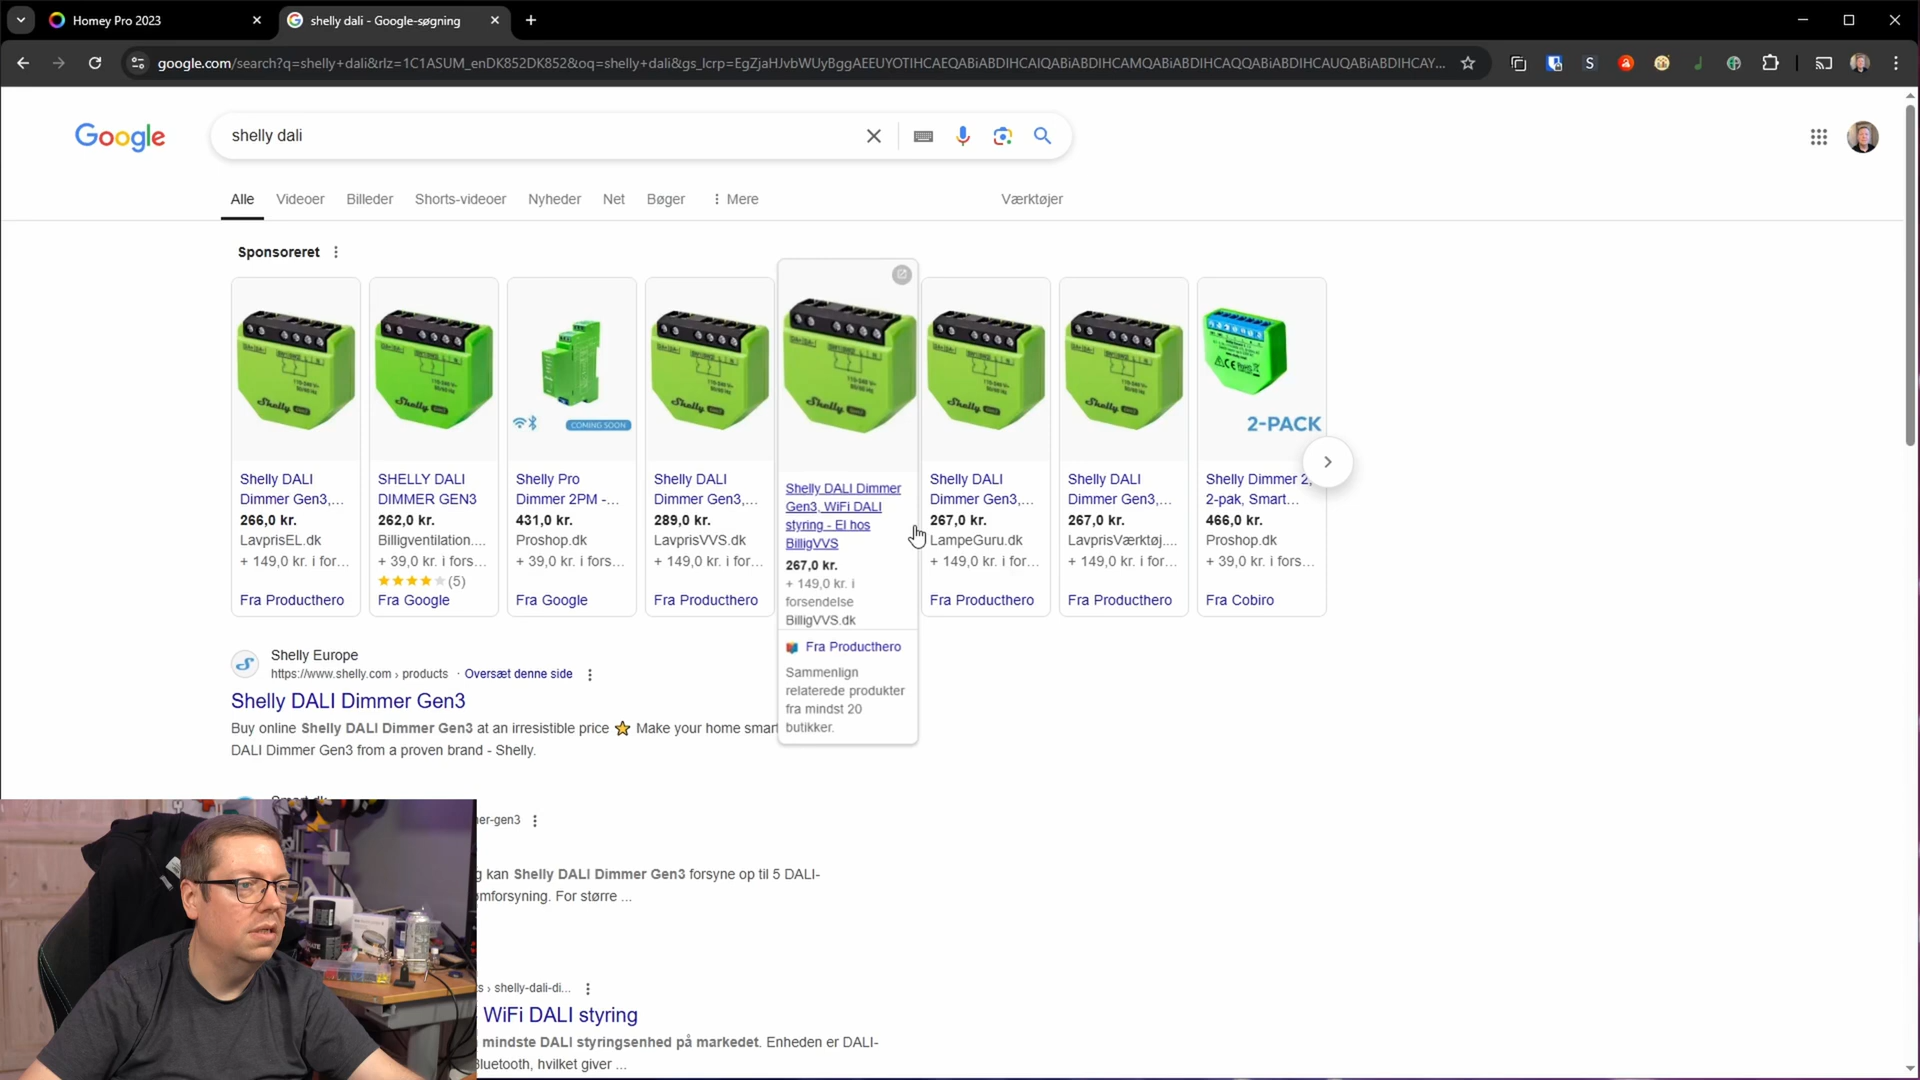 Homey Pro 2023
shelly dali - Google-søgning
google.com/search?q=shelly+dali&rlz=1C1ASUM_enDK852DK852&oq=shelly+dali&gs_lcrp=EgZjaHJvbWUyBggAEEUYOTIHCAEQABiABDIHCAIQABiABDIHCAMQABiABDIHCAQQABiABDIHCAUQABiABDIHCAY...
Google
shelly dali
Alle
Videoer
Billeder
Shorts-videoer
Nyheder
Net
Bøger
Mere
Værktøjer
Sponsoreret
COMING SOON
2-PACK
Shelly DALI
Dimmer Gen3,...
266,0 kr.
LavprisEL.dk
+ 149,0 kr. i for...
Fra Producthero
SHELLY DALI
DIMMER GEN3
262,0 kr.
Billigventilation....
+ 39,0 kr. i fors...
(5)
Fra Google
Shelly Pro
Dimmer 2PM -...
431,0 kr.
Proshop.dk
+ 39,0 kr. i fors...
Fra Google
Shelly DALI
Dimmer Gen3,...
289,0 kr.
LavprisVVS.dk
+ 149,0 kr. i for...
Fra Producthero
Shelly DALI Dimmer
Gen3, WiFi DALI
styring - El hos
BilligVVS
267,0 kr.
+ 149,0 kr. i
forsendelse
BilligVVS.dk
Fra Producthero
Sammenlign
relaterede produkter
fra mindst 20
butikker.
Shelly DALI
Dimmer Gen3,...
267,0 kr.
LampeGuru.dk
+ 149,0 kr. i for...
Fra Producthero
Shelly DALI
Dimmer Gen3,...
267,0 kr.
LavprisVærktøj....
+ 149,0 kr. i for...
Fra Producthero
Shelly Dimmer 2,
2-pak, Smart...
466,0 kr.
Proshop.dk
+ 39,0 kr. i fors...
Fra Cobiro
Shelly Europe
https://www.shelly.com › products · Oversæt denne side
Shelly DALI Dimmer Gen3
Buy online Shelly DALI Dimmer Gen3 at an irresistible price ⭐ Make your home smart
DALI Dimmer Gen3 from a proven brand - Shelly.
er-gen3
g kan Shelly DALI Dimmer Gen3 forsyne op til 5 DALI-
ømforsyning. For større ...
ts › shelly-dali-di...
WiFi DALI styring
mindste DALI styringsenhed på markedet. Enheden er DALI-
Bluetooth, hvilket giver ...